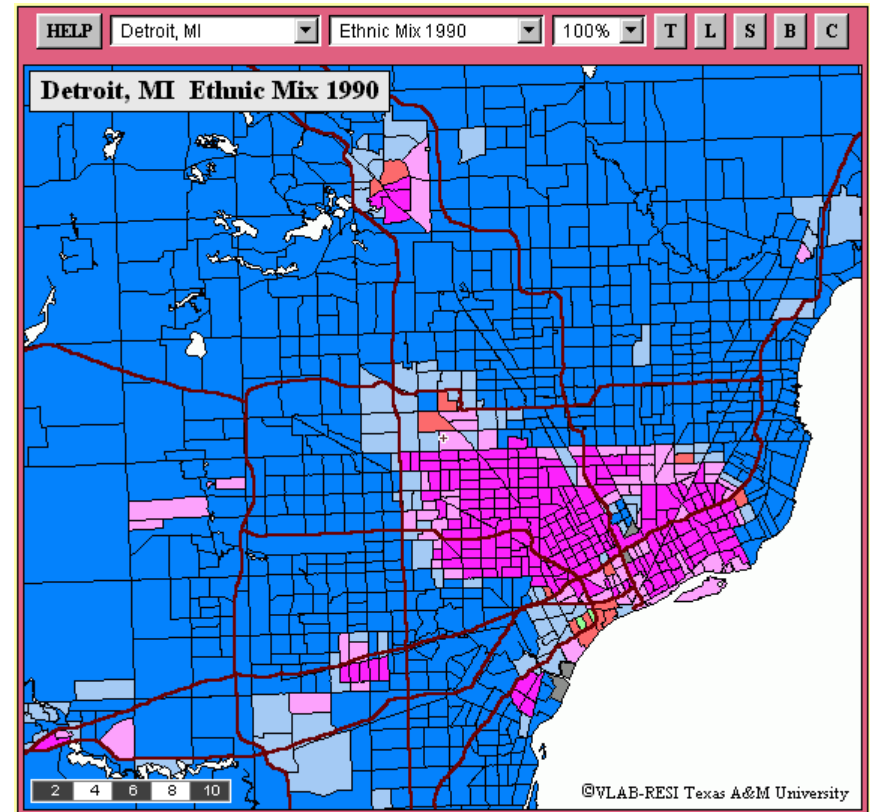 HELP Detroit, MI Ethnic Mix 1990 100% T L S B C
Detroit, MI Ethnic Mix 1990
2 4 6 8 10
©VLAB-RESI Texas A&M University